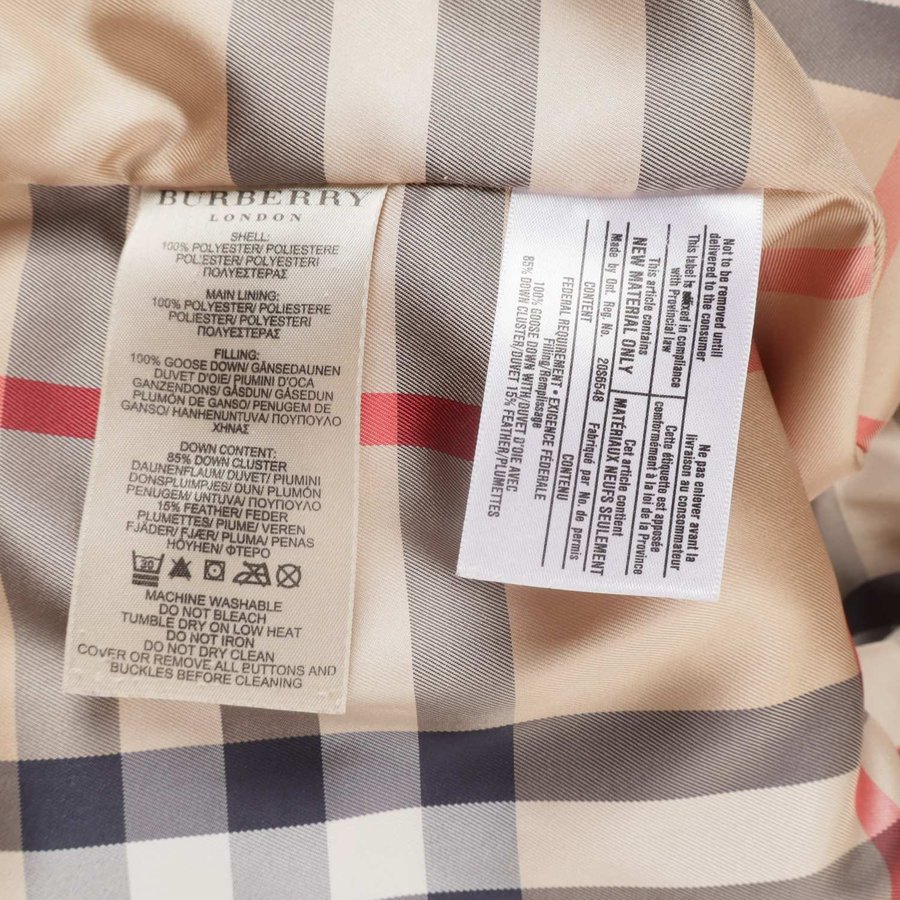 BURBERRY
LONDON
SHELL:
100% POLYESTER/ POLIESTERE
POLYESTER/ POLYESTERI
ΠΟΛΥΕΣΤΕΡΑΣ
MAIN LINING:
100% POLYESTER/ POLIESTERE
POLIESTER/ POLYESTERI
ΠΟΛΥΕΣΤΕΡΑΣ
FILLING:
100% GOOSE DOWN/ GÄNSEDAUNEN
DUVET D'OIE/ PIUMINI D'OCA
GANZENDONS/ GÅSDUN/ GÅSEDUN
PLUMÓN DE GANSO/ PENUGEM DE
GANSO/ HANHENUNTUVA/ ΠΟΥΠΟΥΛΟ
ΧΗΝΑΣ
DOWN CONTENT:
85% DOWN CLUSTER
DAUNENFLAUM/ DUVET/ PIUMINI
DONSPLUIMPJES/ DUN/ PLUMÓN
PENUGEM/ UNTUVA/ ΠΟΥΠΟΥΛΟ
15% FEATHER/ FEDER
PLUMETTES/ PIUME/ VEREN
FJÄDER/ FJÆR/ PLUMA/ PENAS
HÖYHEN/ ΦΤΕΡΟ
30
MACHINE WASHABLE
DO NOT BLEACH
TUMBLE DRY ON LOW HEAT
DO NOT IRON
DO NOT DRY CLEAN
COVER OR REMOVE ALL BUTTONS AND
BUCKLES BEFORE CLEANING
Not to be removed untill
delivered to the consumer
This label is affixed in compliance
with Provincial law
This article contains
NEW MATERIAL ONLY
Made by Ont. Reg. No.
CONTENT
Ne pas enlever avant la
livraison au consommateur
Cette étiquette est apposée
conformément à la loi de la Province
Cet article contient
MATÉRIAUX NEUFS SEULEMENT
20S6548
Fabriqué par No. de permis
CONTENU
FEDERAL REQUIREMENT • EXIGENCE FÉDÉRALE
Filling/Remplissage
100% GOOSE DOWN WITH/DUVET D'OIE AVEC
85% DOWN CLUSTER/DUVET 15% FEATHER/PLUMETTES